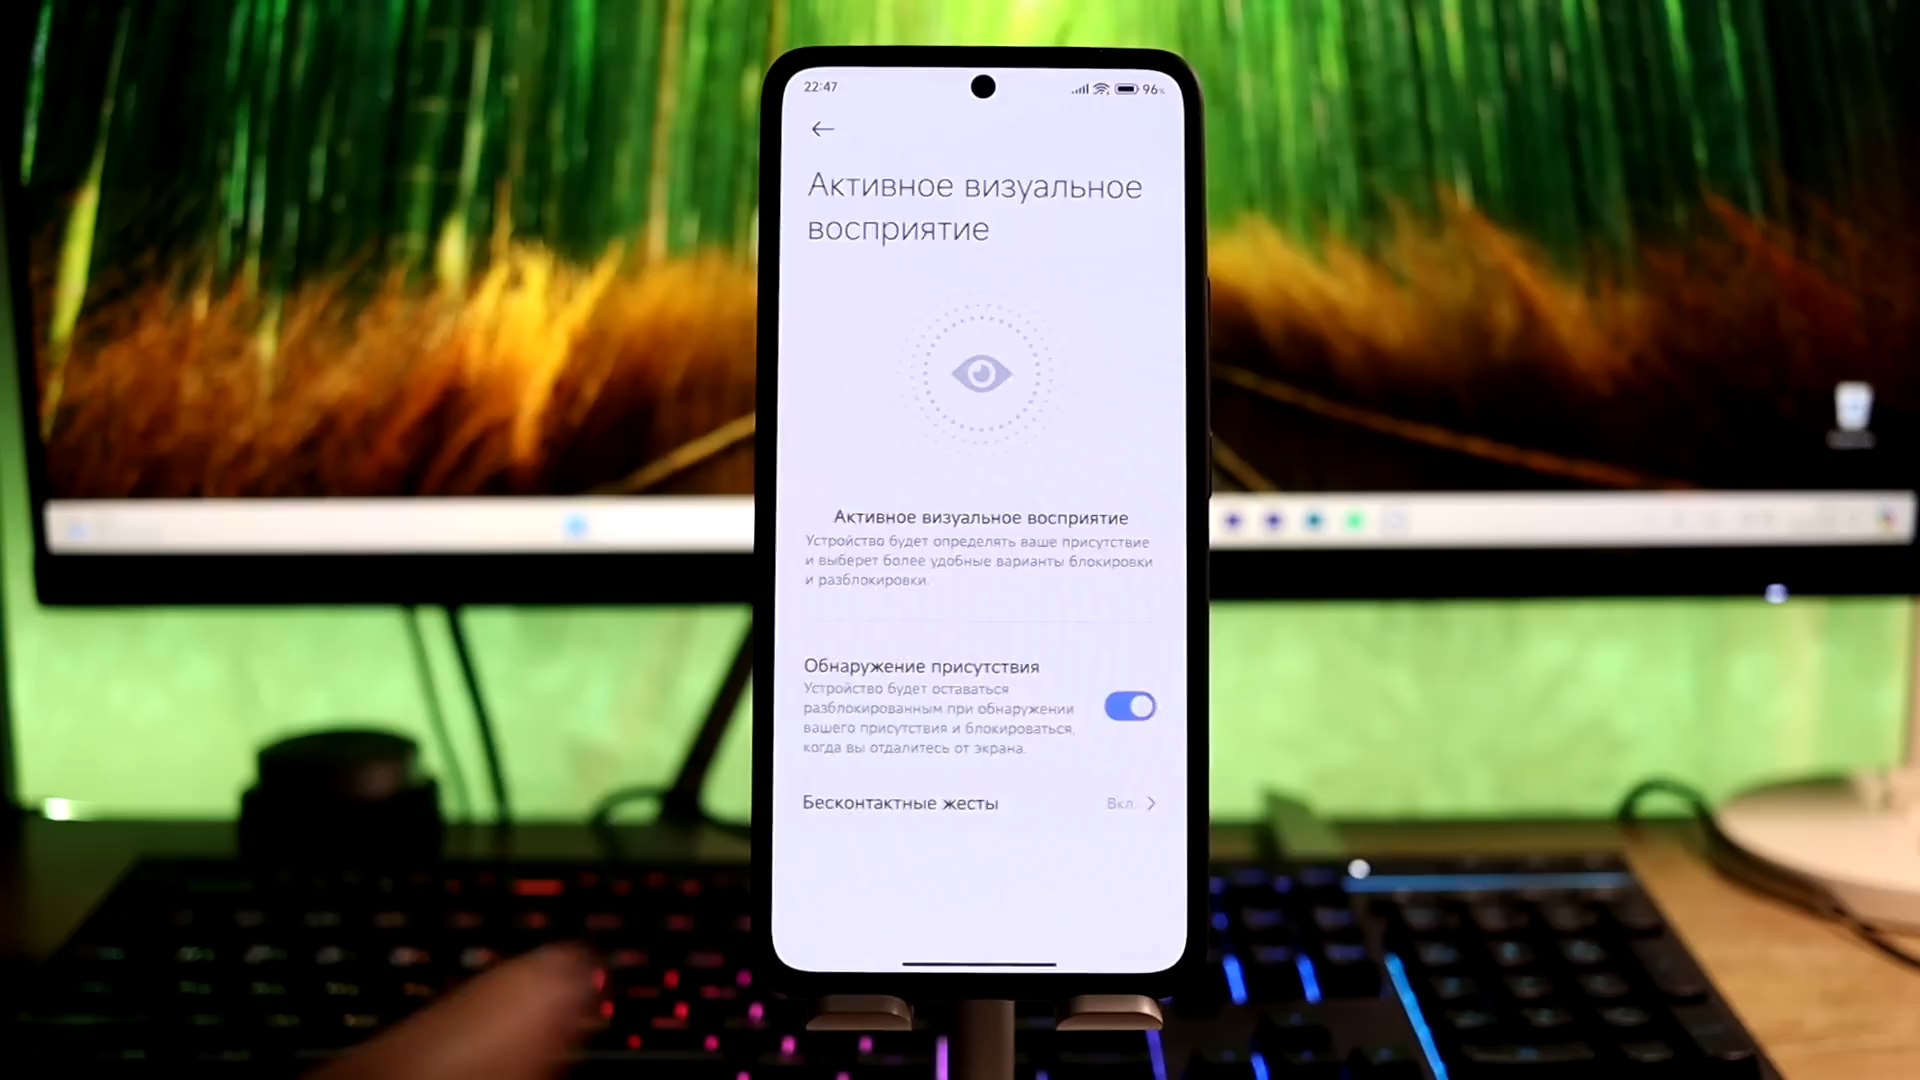 22:47
96%
Активное визуальное
восприятие
Активное визуальное восприятие
Устройство будет определять ваше присутствие
и выберет более удобные варианты блокировки
и разблокировки.
Обнаружение присутствия
Устройство будет оставаться
разблокированным при обнаружении
вашего присутствия и блокироваться,
когда вы отдалитесь от экрана.
Бесконтактные жесты
Вкл.